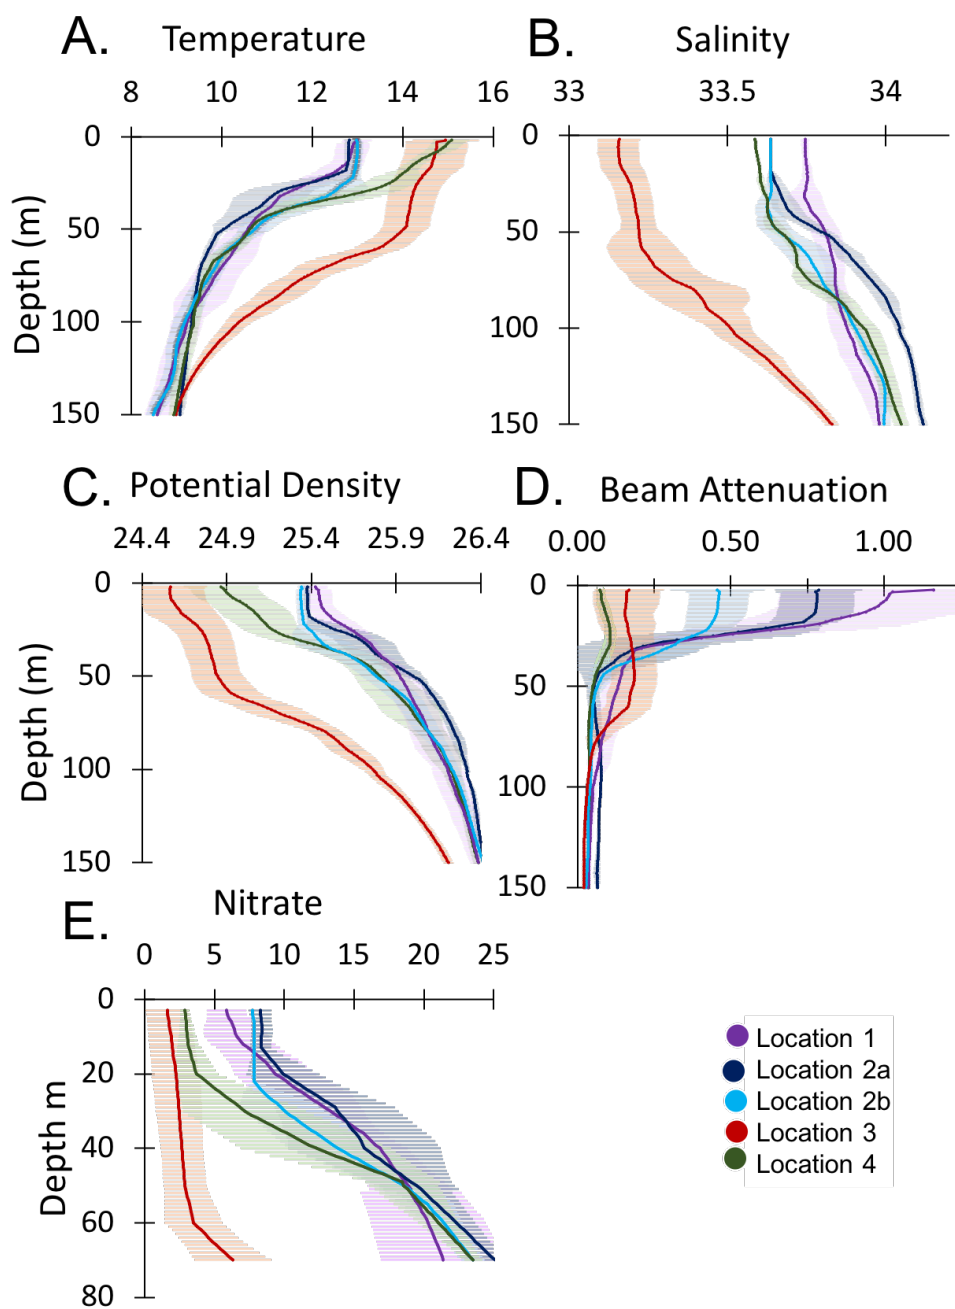 A. Temperature
8 10 12 14 16
0
50
100
150
Depth (m)
B. Salinity
33 33.5 34
0
50
100
150
C. Potential Density
24.4 24.9 25.4 25.9 26.4
0
50
100
150
Depth (m)
D. Beam Attenuation
0.00 0.50 1.00
0
50
100
150
E. Nitrate
0 5 10 15 20 25
0
20
40
60
80
Depth m
Location 1
Location 2a
Location 2b
Location 3
Location 4